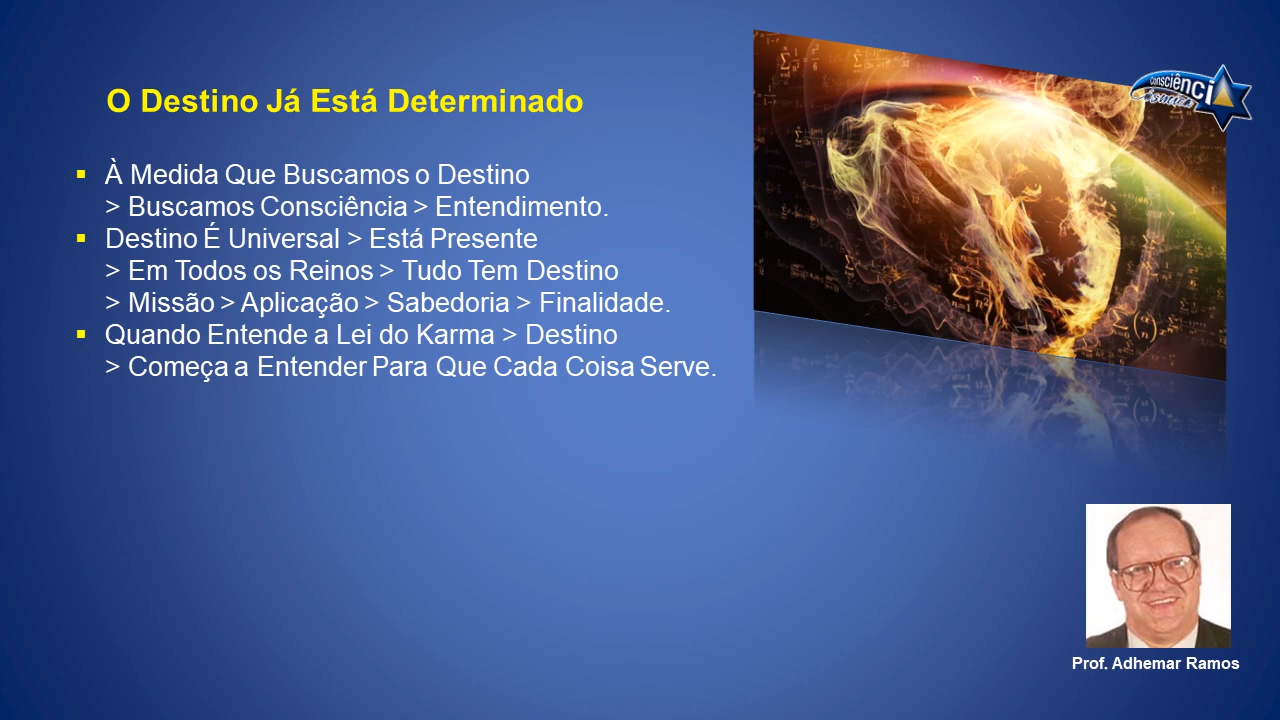 O Destino Já Está Determinado
▪ À Medida Que Buscamos o Destino
> Buscamos Consciência > Entendimento.
▪ Destino É Universal > Está Presente
> Em Todos os Reinos > Tudo Tem Destino
> Missão > Aplicação > Sabedoria > Finalidade.
▪ Quando Entende a Lei do Karma > Destino
> Começa a Entender Para Que Cada Coisa Serve.
consciênci
Prof. Adhemar Ramos